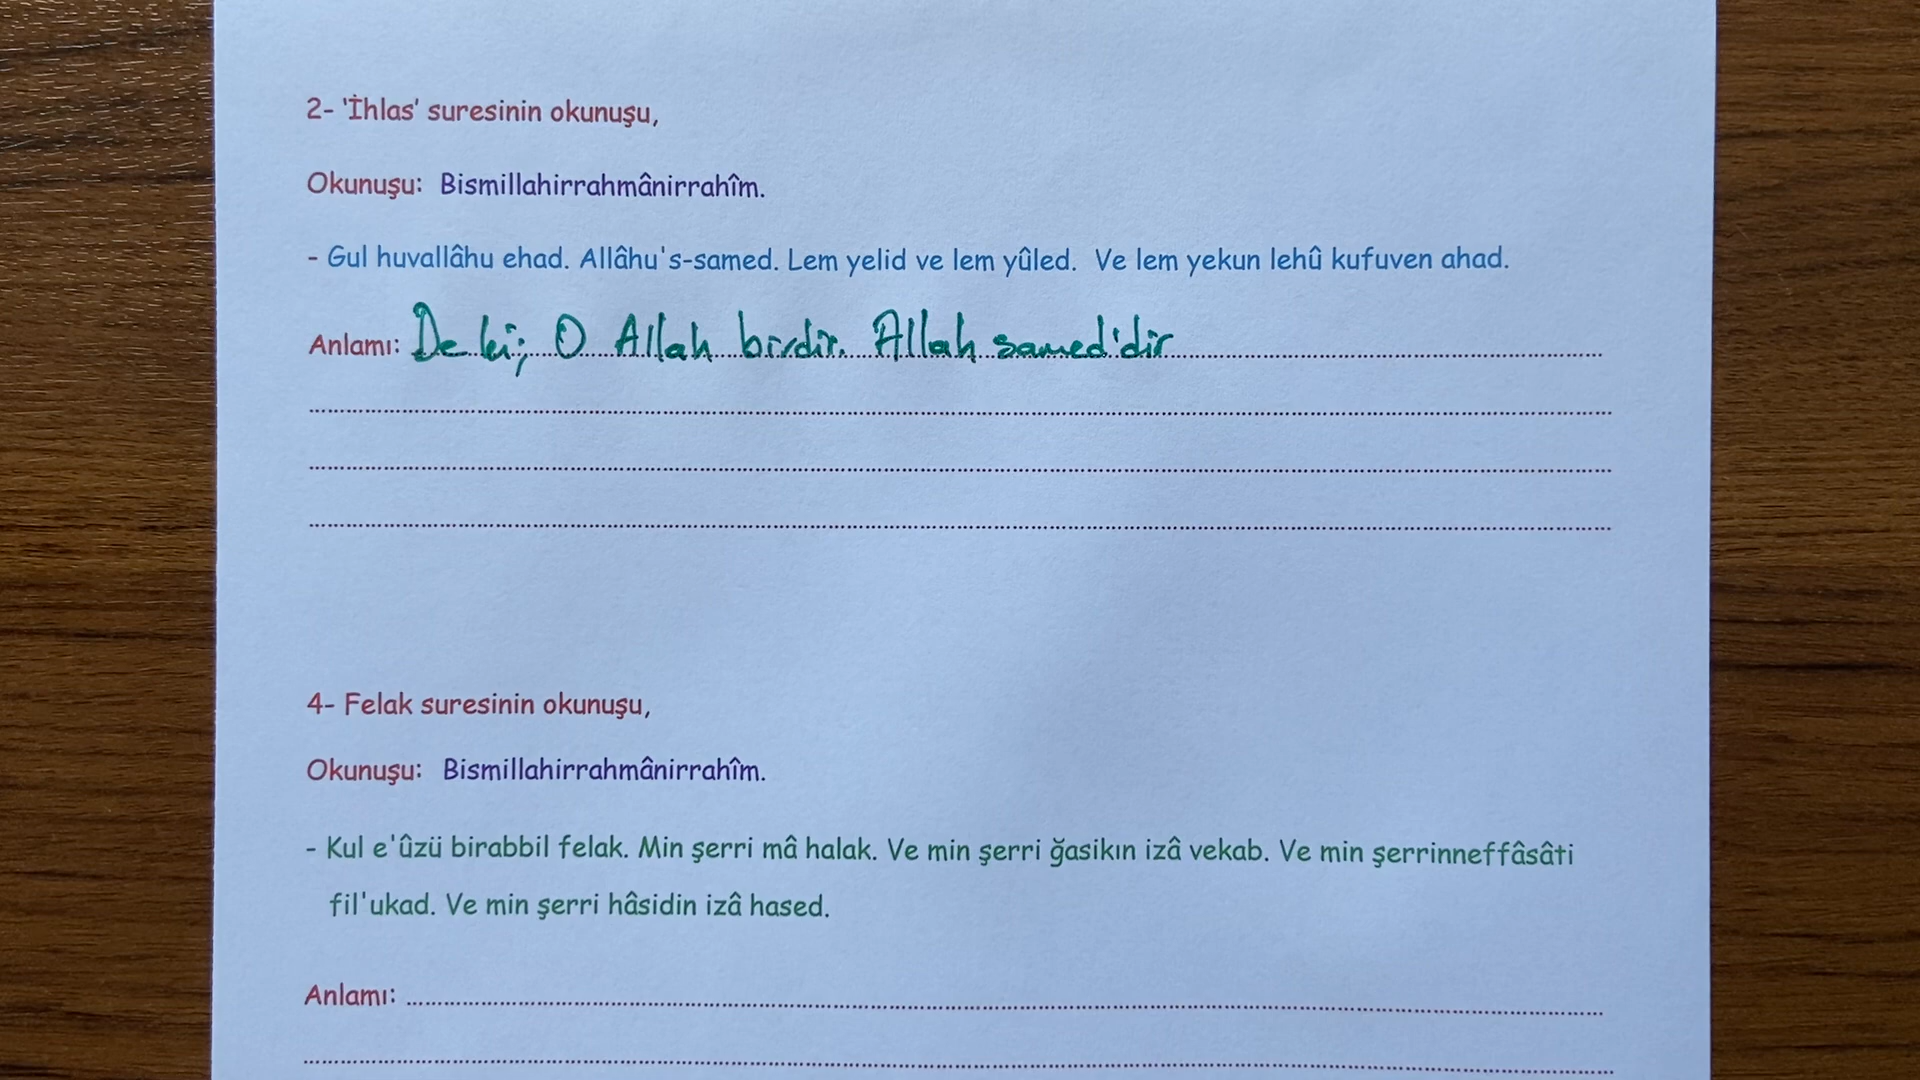 2- 'İhlas' suresinin okunuşu,
Okunuşu: Bismillahirrahmânirrahîm.
- Gul huvallâhu ehad. Allâhu's-samed. Lem yelid ve lem yûled. Ve lem yekun lehû kufuven ahad.
Anlamı: De ki; O Allah birdir. Allah samed'dir
4- Felak suresinin okunuşu,
Okunuşu: Bismillahirrahmânirrahîm.
- Kul e'ûzü birabbil felak. Min şerri mâ halak. Ve min şerri ğasikın izâ vekab. Ve min şerrinneffâsâti
fil'ukad. Ve min şerri hâsidin izâ hased.
Anlamı: